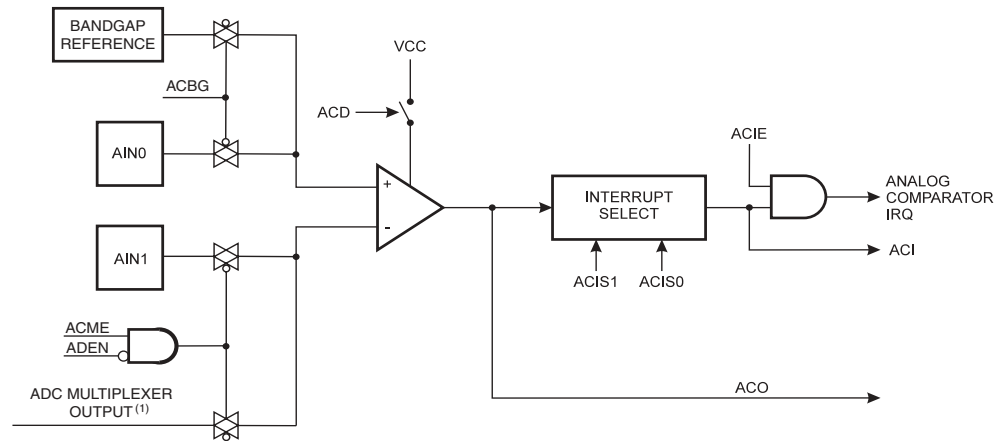 BANDGAP
REFERENCE
ACBG
AIN0
AIN1
ACME
ADEN
ADC MULTIPLEXER
OUTPUT(1)
VCC
ACD
+
-
INTERRUPT
SELECT
ACIS1
ACIS0
ACIE
ANALOG
COMPARATOR
IRQ
ACI
ACO